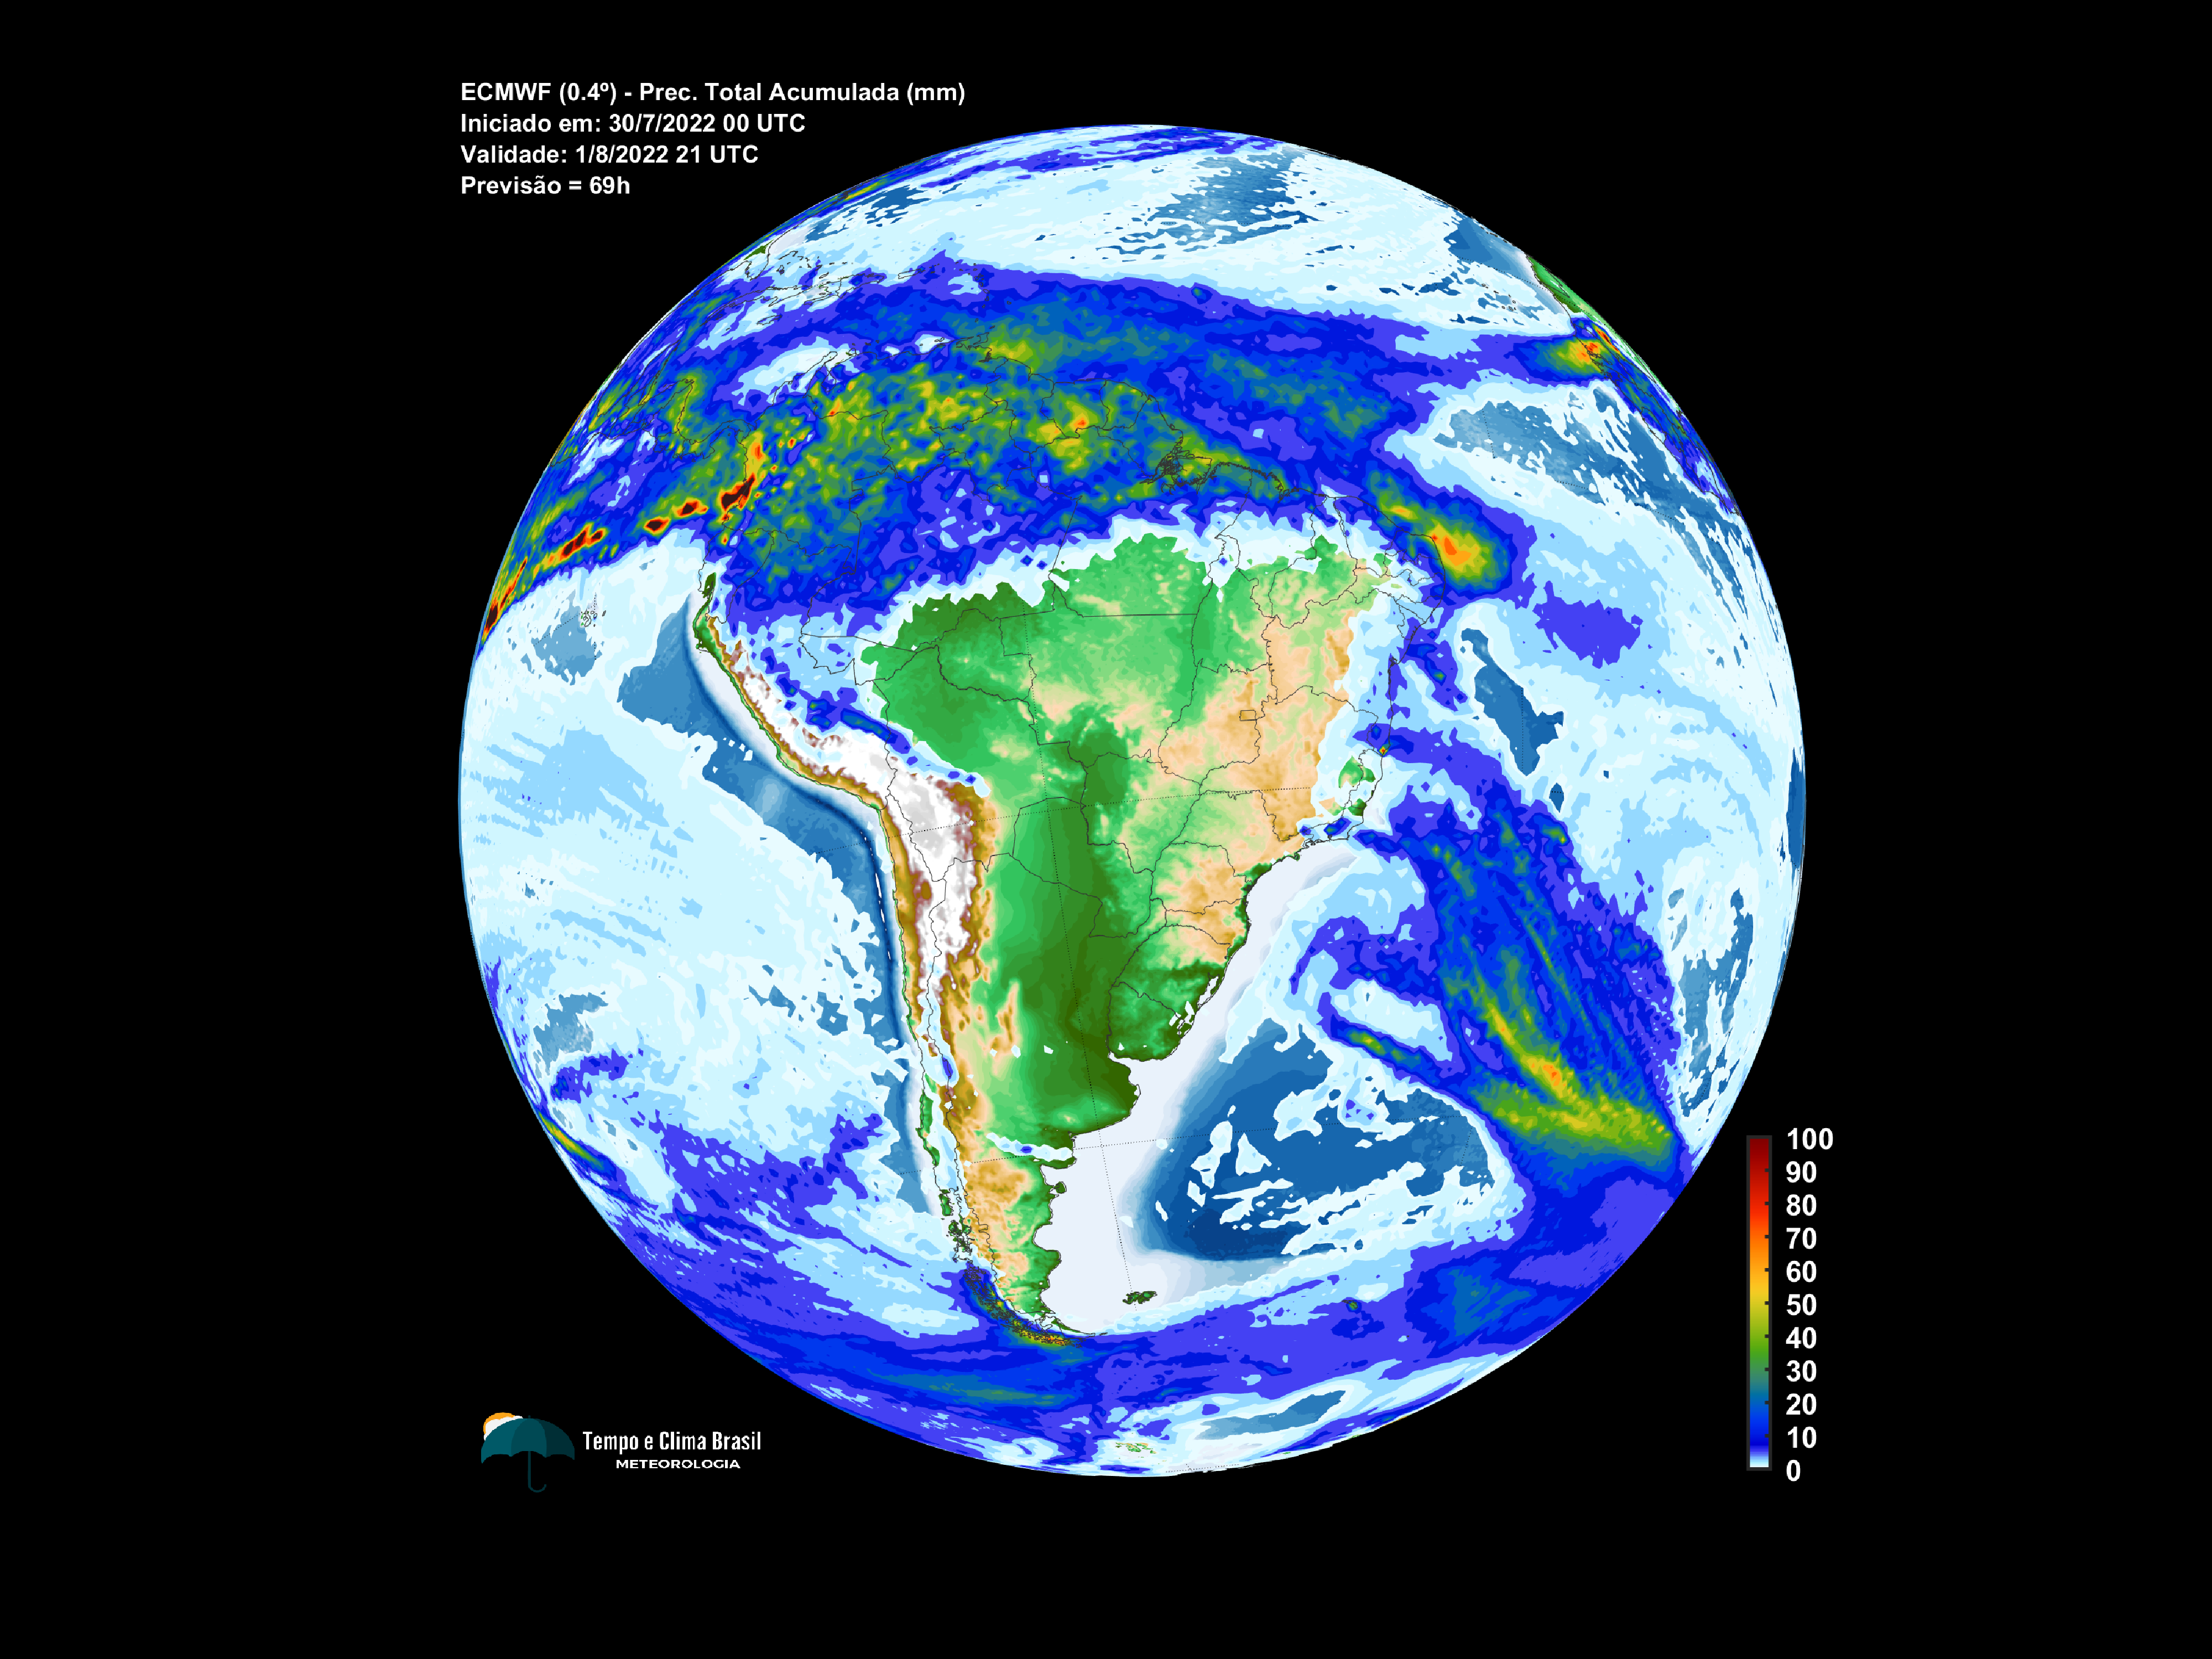 ECMWF (0.4º) - Prec. Total Acumulada (mm)
Iniciado em: 30/7/2022 00 UTC
Validade: 1/8/2022 21 UTC
Previsão = 69h
100
90
80
70
60
50
40
30
20
10
0
Tempo e Clima Brasil
METEOROLOGIA